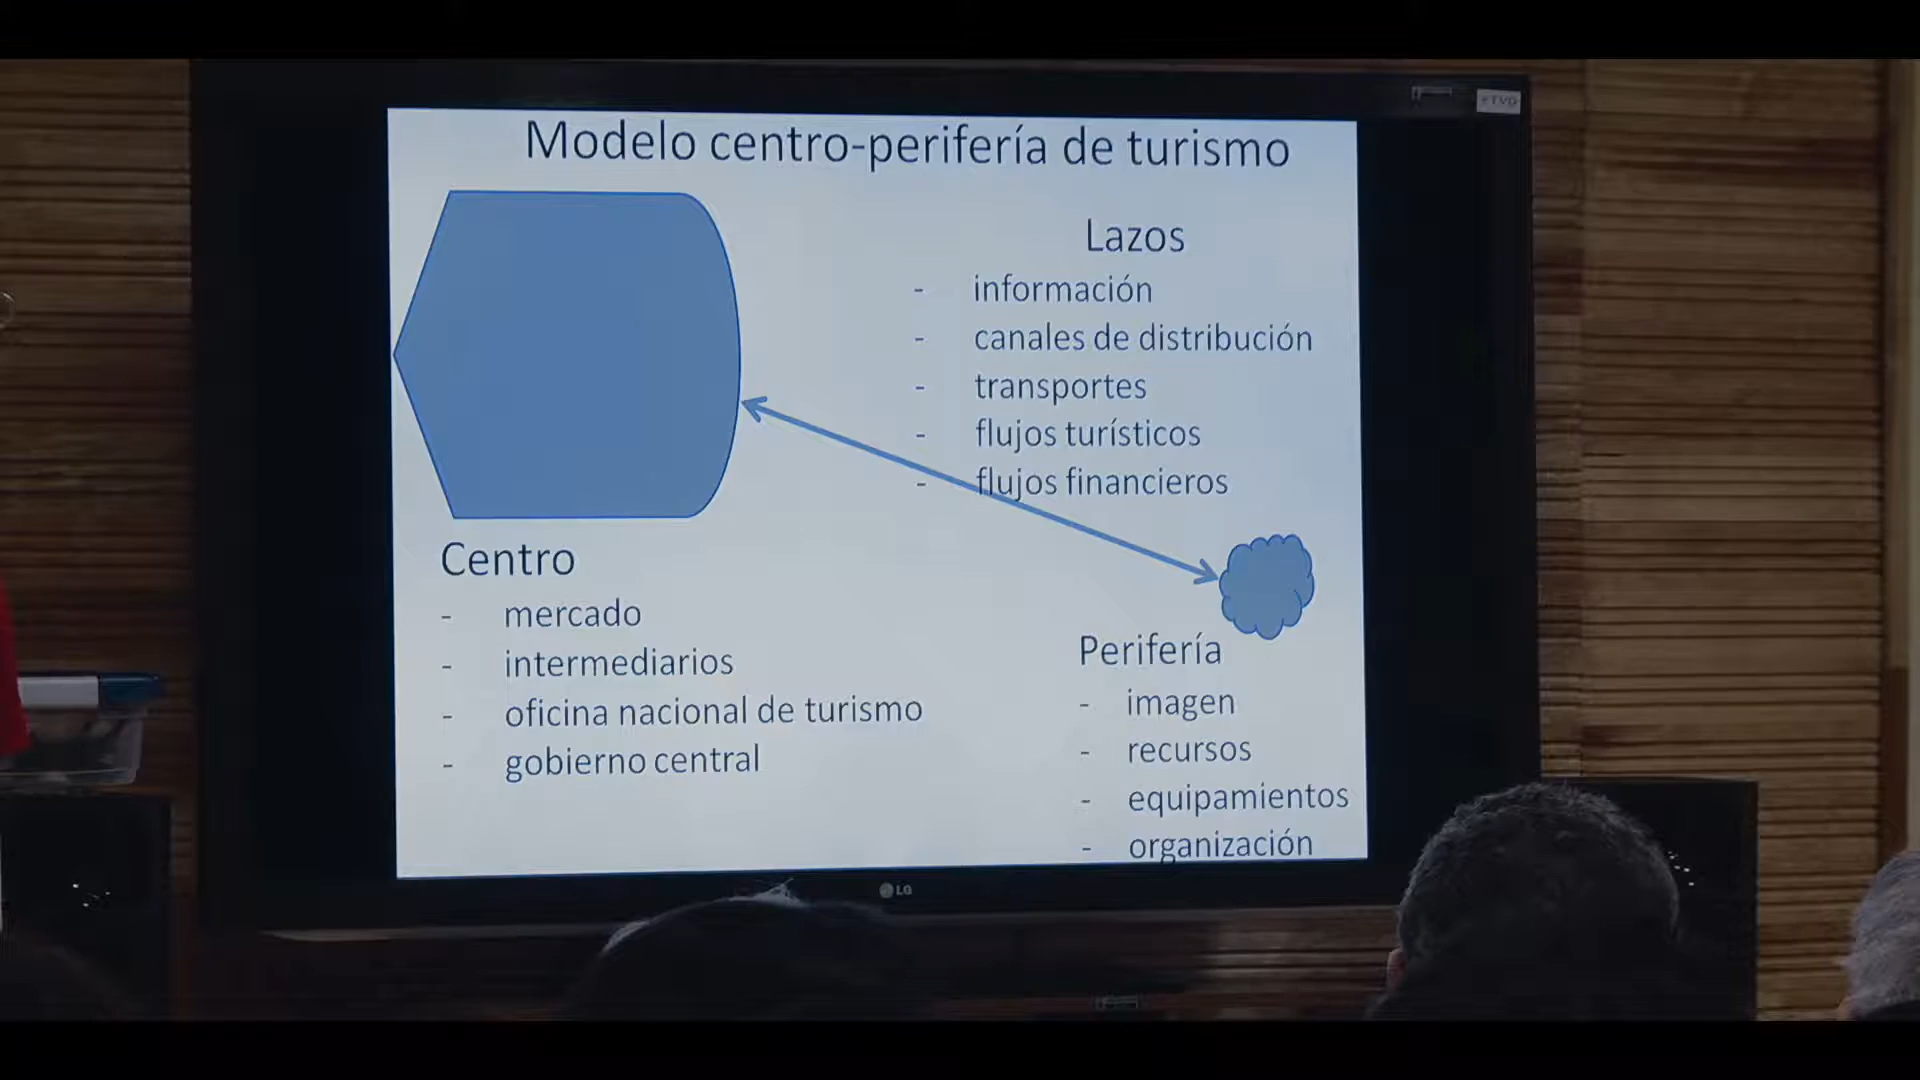 Modelo centro-perifería de turismo
Lazos
- información
- canales de distribución
- transportes
- flujos turísticos
- flujos financieros
Centro
- mercado
- intermediarios
- oficina nacional de turismo
- gobierno central
Perifería
- imagen
- recursos
- equipamientos
- organización
LG